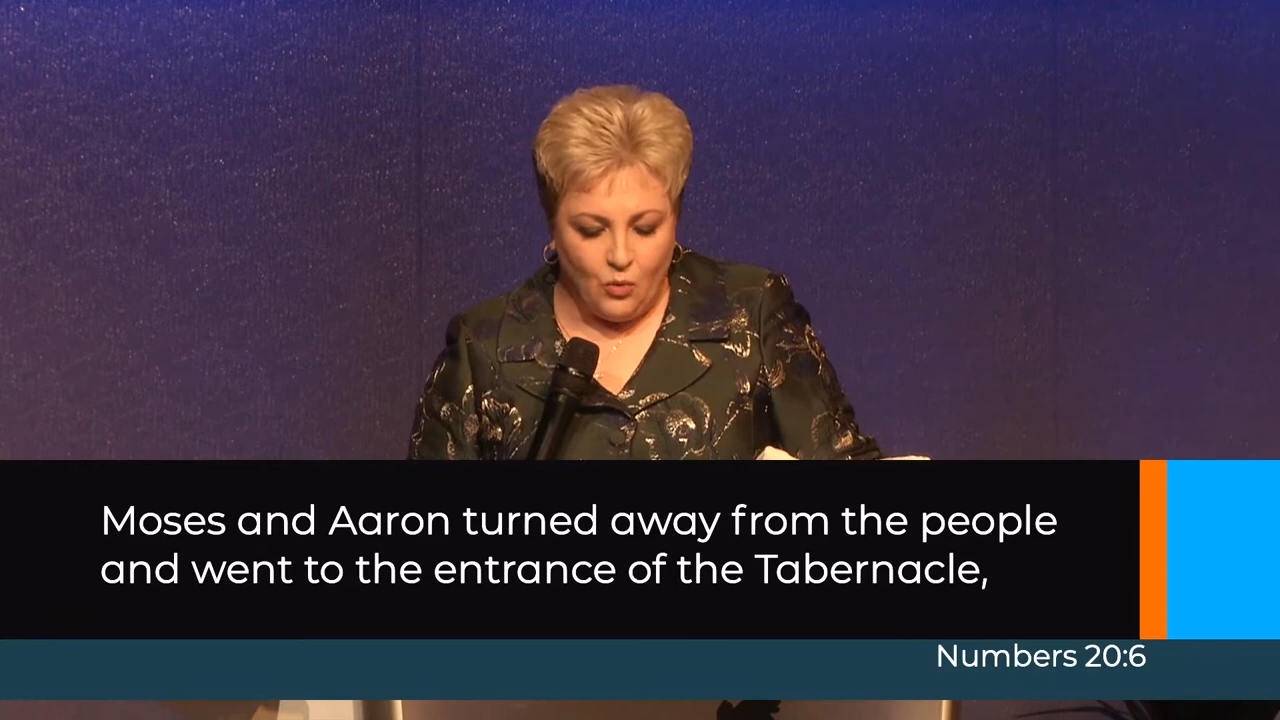 Moses and Aaron turned away from the people
and went to the entrance of the Tabernacle,
Numbers 20:6